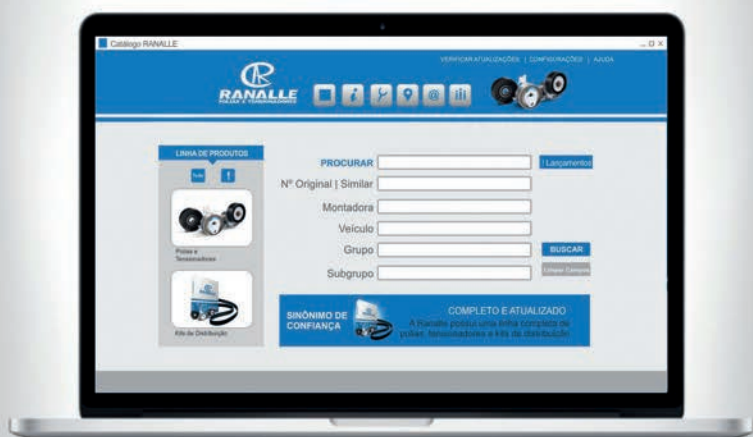 Catálogo RANALLE
VERIFICAR ATUALIZAÇÕES | CONFIGURAÇÕES | AJUDA
RANALLE
POLIAS E TENSIONADORES
LINHA DE PRODUTOS
Todos
PROCURAR
! Lançamentos
Nº Original | Similar
Montadora
Veículo
Grupo
BUSCAR
Subgrupo
Limpar Campos
Polias e
Tensionadores
Kits de Distribuição
SINÔNIMO DE
CONFIANÇA
COMPLETO E ATUALIZADO
A Ranalle possui uma linha completa de
polias, tensionadores e kits de distribuição